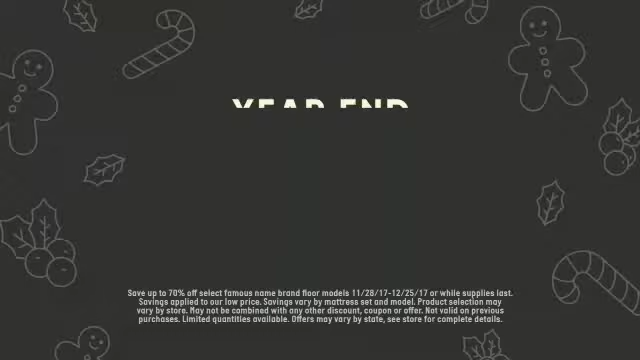 YEAR END
Save up to 70% off select famous name brand floor models 11/28/17-12/25/17 or while supplies last.
Savings applied to our low price. Savings vary by mattress set and model. Product selection may
vary by store. May not be combined with any other discount, coupon or offer. Not valid on previous
purchases. Limited quantities available. Offers may vary by state, see store for complete details.